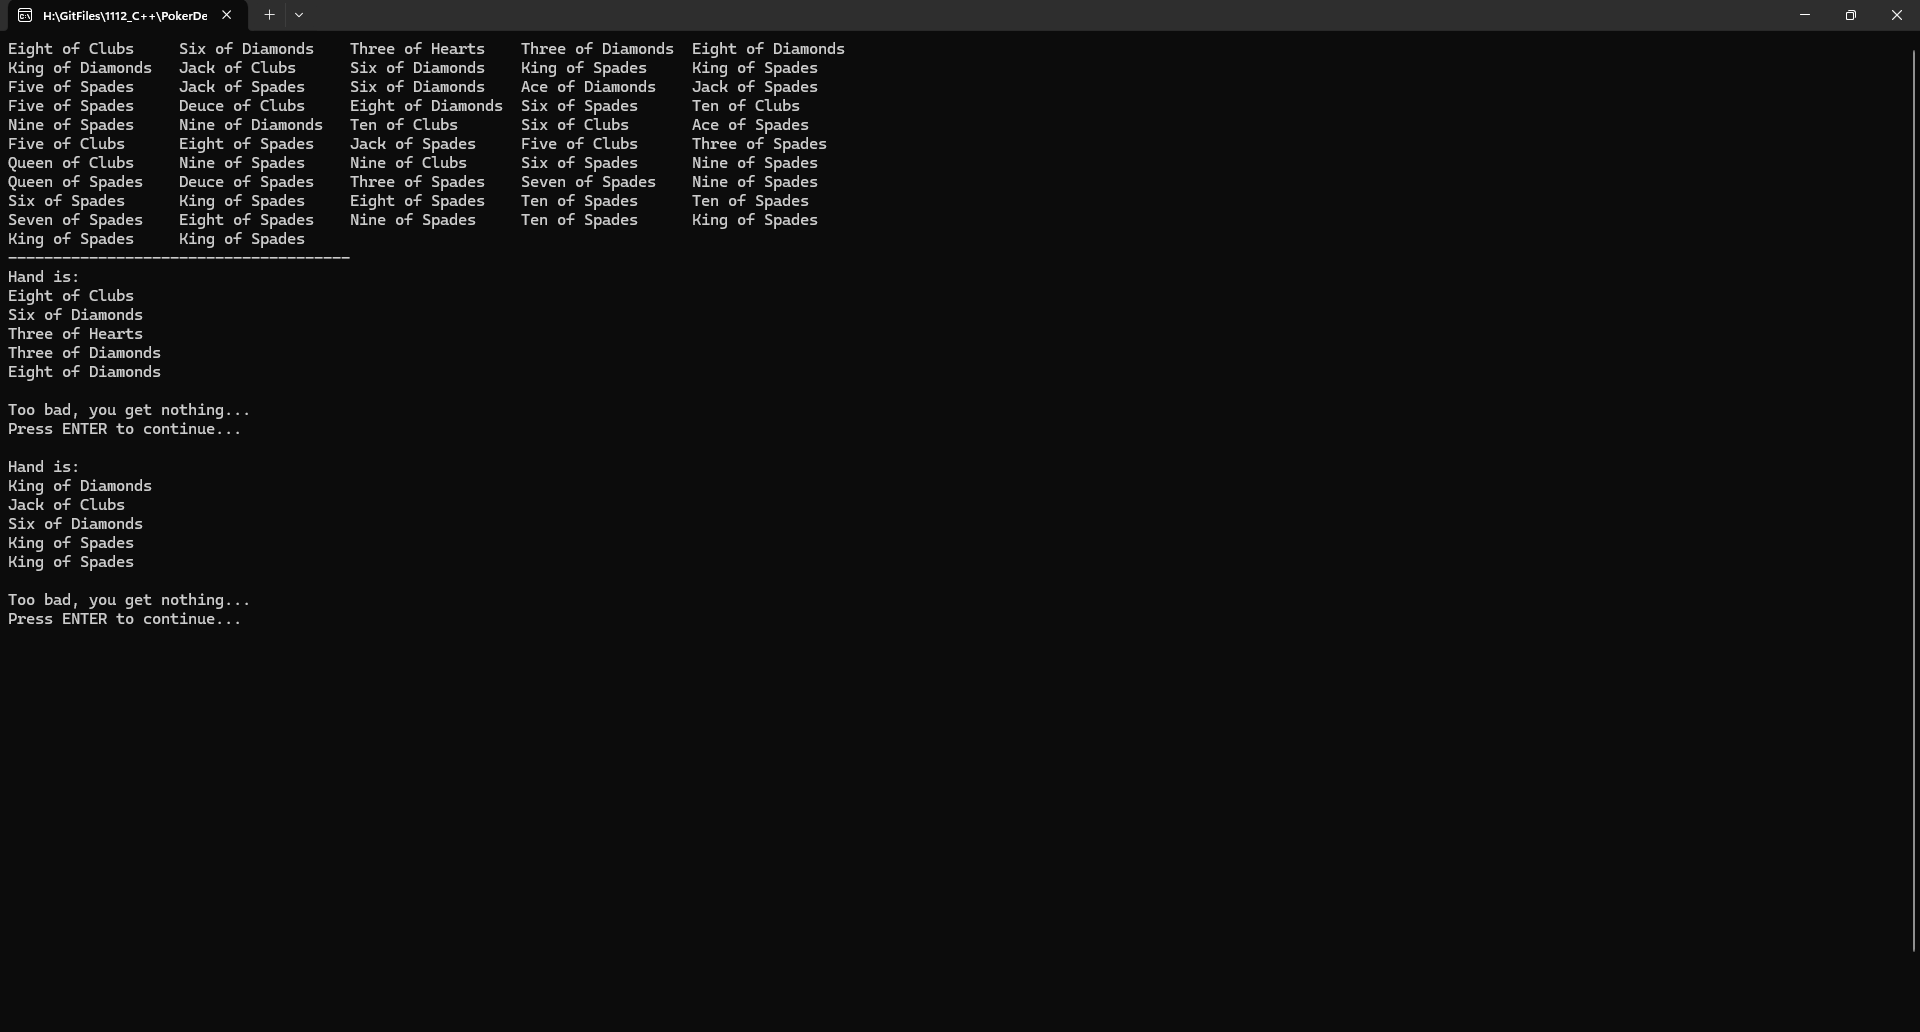 H:\GitFiles\1112_C++\PokerDe
Eight of Clubs Six of Diamonds Three of Hearts Three of Diamonds Eight of Diamonds
King of Diamonds Jack of Clubs Six of Diamonds King of Spades King of Spades
Five of Spades Jack of Spades Six of Diamonds Ace of Diamonds Jack of Spades
Five of Spades Deuce of Clubs Eight of Diamonds Six of Spades Ten of Clubs
Nine of Spades Nine of Diamonds Ten of Clubs Six of Clubs Ace of Spades
Five of Clubs Eight of Spades Jack of Spades Five of Clubs Three of Spades
Queen of Clubs Nine of Spades Nine of Clubs Six of Spades Nine of Spades
Queen of Spades Deuce of Spades Three of Spades Seven of Spades Nine of Spades
Six of Spades King of Spades Eight of Spades Ten of Spades Ten of Spades
Seven of Spades Eight of Spades Nine of Spades Ten of Spades King of Spades
King of Spades King of Spades
______________________________________
Hand is:
Eight of Clubs
Six of Diamonds
Three of Hearts
Three of Diamonds
Eight of Diamonds
Too bad, you get nothing...
Press ENTER to continue...
Hand is:
King of Diamonds
Jack of Clubs
Six of Diamonds
King of Spades
King of Spades
Too bad, you get nothing...
Press ENTER to continue...